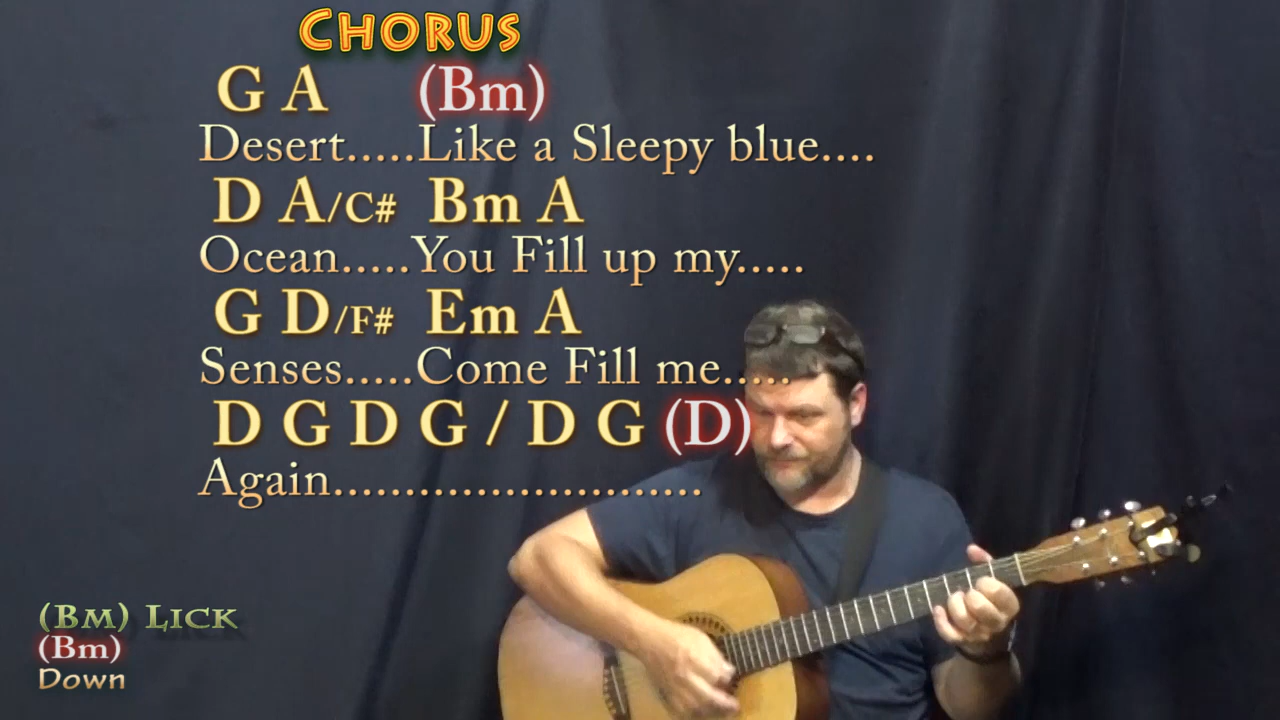 CHORUS
G A (Bm)
Desert.....Like a Sleepy blue....
D A/C# Bm A
Ocean.....You Fill up my.....
G D/F# Em A
Senses.....Come Fill me.....
D G D G / D G (D)
Again..........................
(BM) LICK
(Bm)
Down